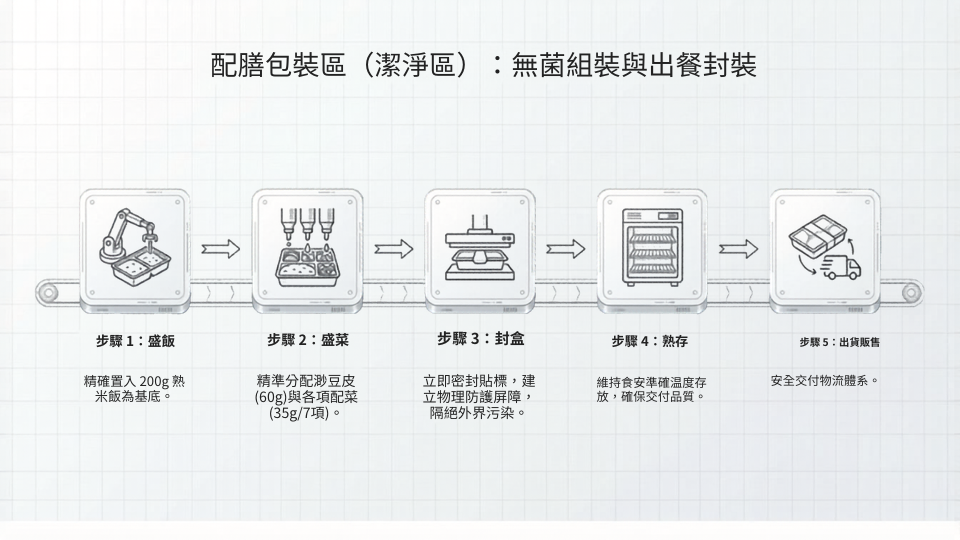 配膳包裝區（潔淨區）：無菌組裝與出餐封裝
步驟 1：盛飯
精確置入 200g 熟
米飯為基底。
步驟 2：盛菜
精準分配渺豆皮
(60g)與各項配菜
(35g/7項)。
步驟 3：封盒
立即密封貼標，建
立物理防護屏障，
隔絕外界污染。
步驟 4：熟存
維持食安準確温度存
放，確保交付品質。
步驟 5：出貨販售
安全交付物流體系。